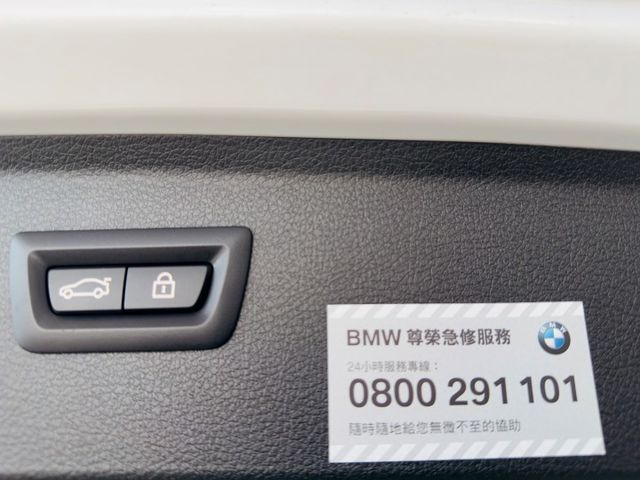 BMW 尊榮急修服務
BMW
24小時服務專線：
0800 291 101
隨時隨地給您無微不至的協助